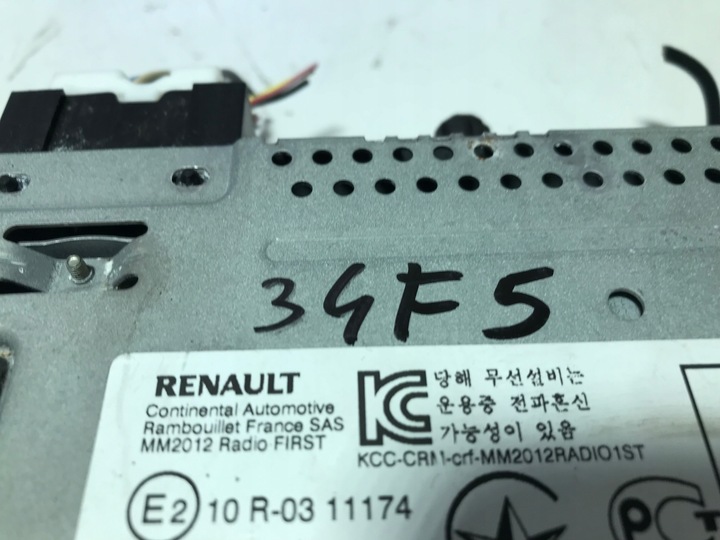 34F5
RENAULT
Continental Automotive
Rambouillet France SAS
MM2012 Radio FIRST
당해 무선설비는
운용중 전파혼신
가능성이 있음
KCC-CRM-crf-MM2012RADIO1ST
E2 10 R-03 11174